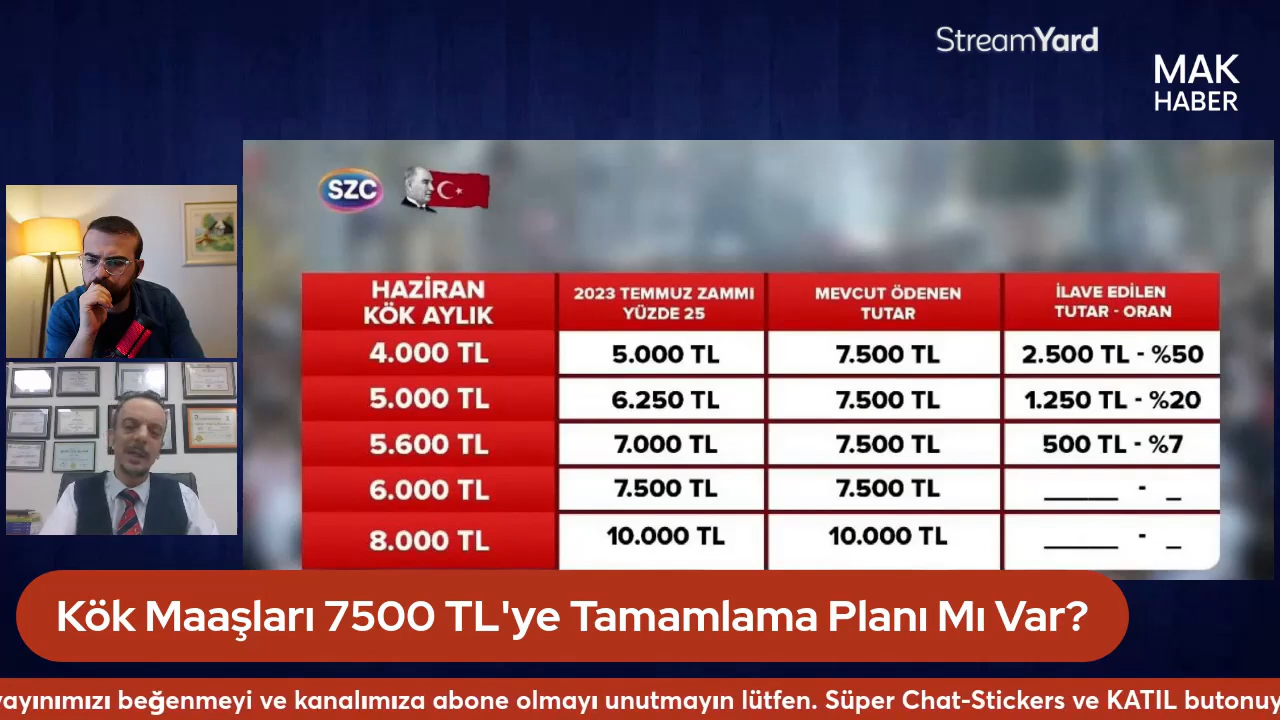 StreamYard
MAK
HABER
SZC
HAZİRAN
KÖK AYLIK
2023 TEMMUZ ZAMMI
YÜZDE 25
MEVCUT ÖDENEN
TUTAR
İLAVE EDİLEN
TUTAR - ORAN
4.000 TL 5.000 TL 7.500 TL 2.500 TL - %50
5.000 TL 6.250 TL 7.500 TL 1.250 TL - %20
5.600 TL 7.000 TL 7.500 TL 500 TL - %7
6.000 TL 7.500 TL 7.500 TL ______ - _
8.000 TL 10.000 TL 10.000 TL ______ - _
Kök Maaşları 7500 TL'ye Tamamlama Planı Mı Var?
yayınımızı beğenmeyi ve kanalımıza abone olmayı unutmayın lütfen. Süper Chat-Stickers ve KATIL butonuy